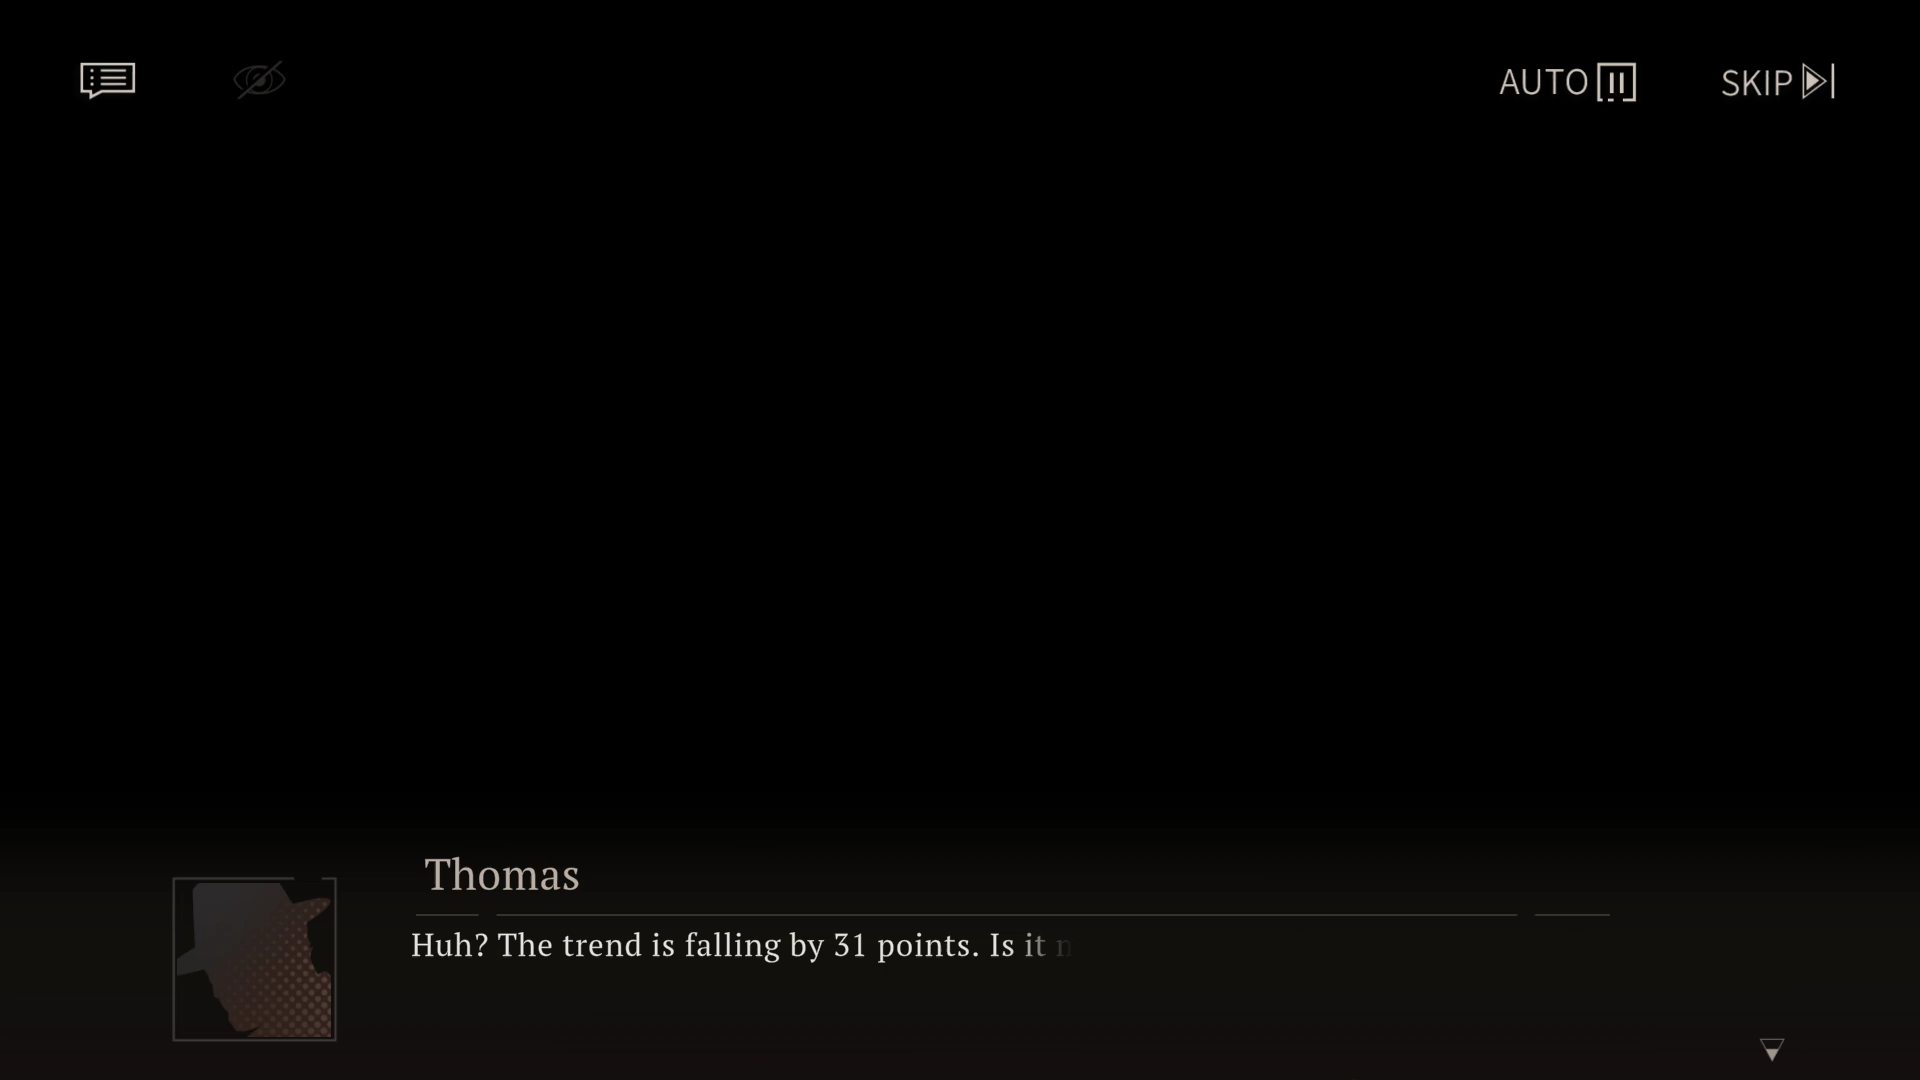 AUTO
SKIP
Thomas
Huh? The trend is falling by 31 points. Is it